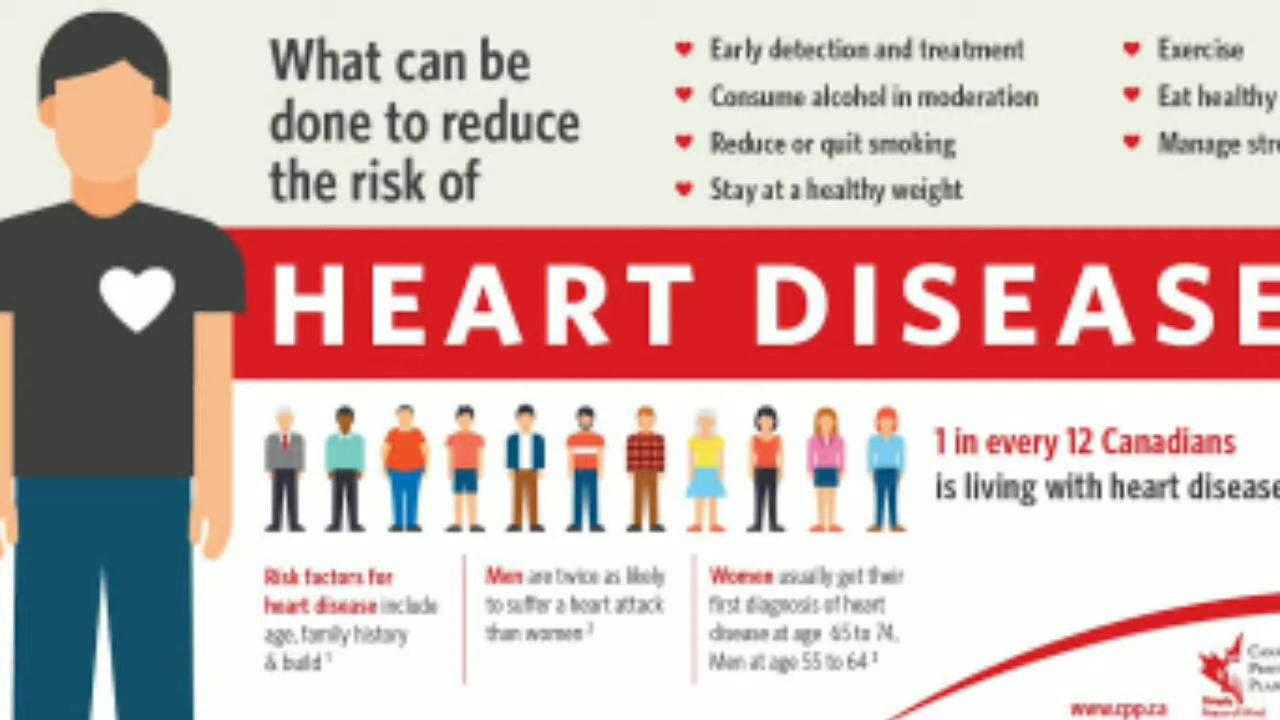 What can be
done to reduce
the risk of
Early detection and treatment
Consume alcohol in moderation
Reduce or quit smoking
Stay at a healthy weight
Exercise
Eat healthy
Manage
HEART DISEASE
1 in every 12 Canadians
is living with heart disease
Risk factors for
heart disease include
age, family history
& build ¹
Men are twice as likely
to suffer a heart attack
than women ²
Women usually get their
first diagnosis of heart
disease at age 65 to 74.
Men at age 55 to 64 ²
www.cpp.ca